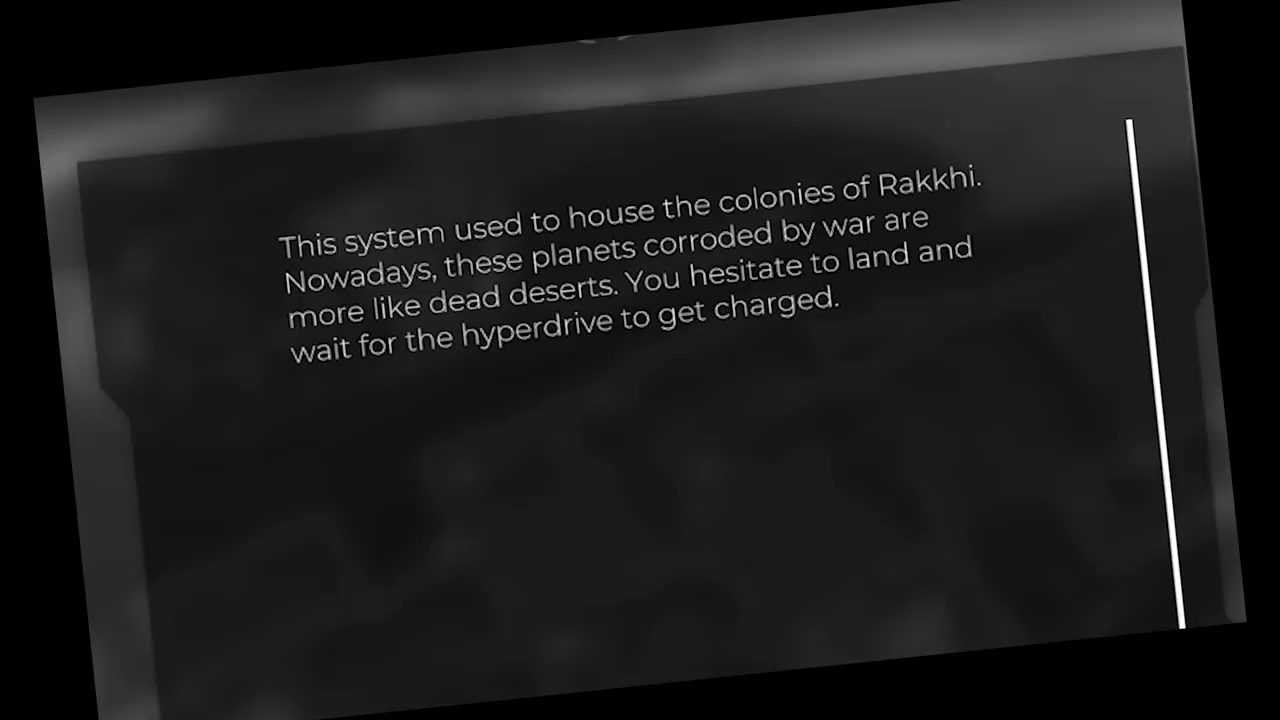 This system used to house the colonies of Rakkhi.
Nowadays, these planets corroded by war are
more like dead deserts. You hesitate to land and
wait for the hyperdrive to get charged.